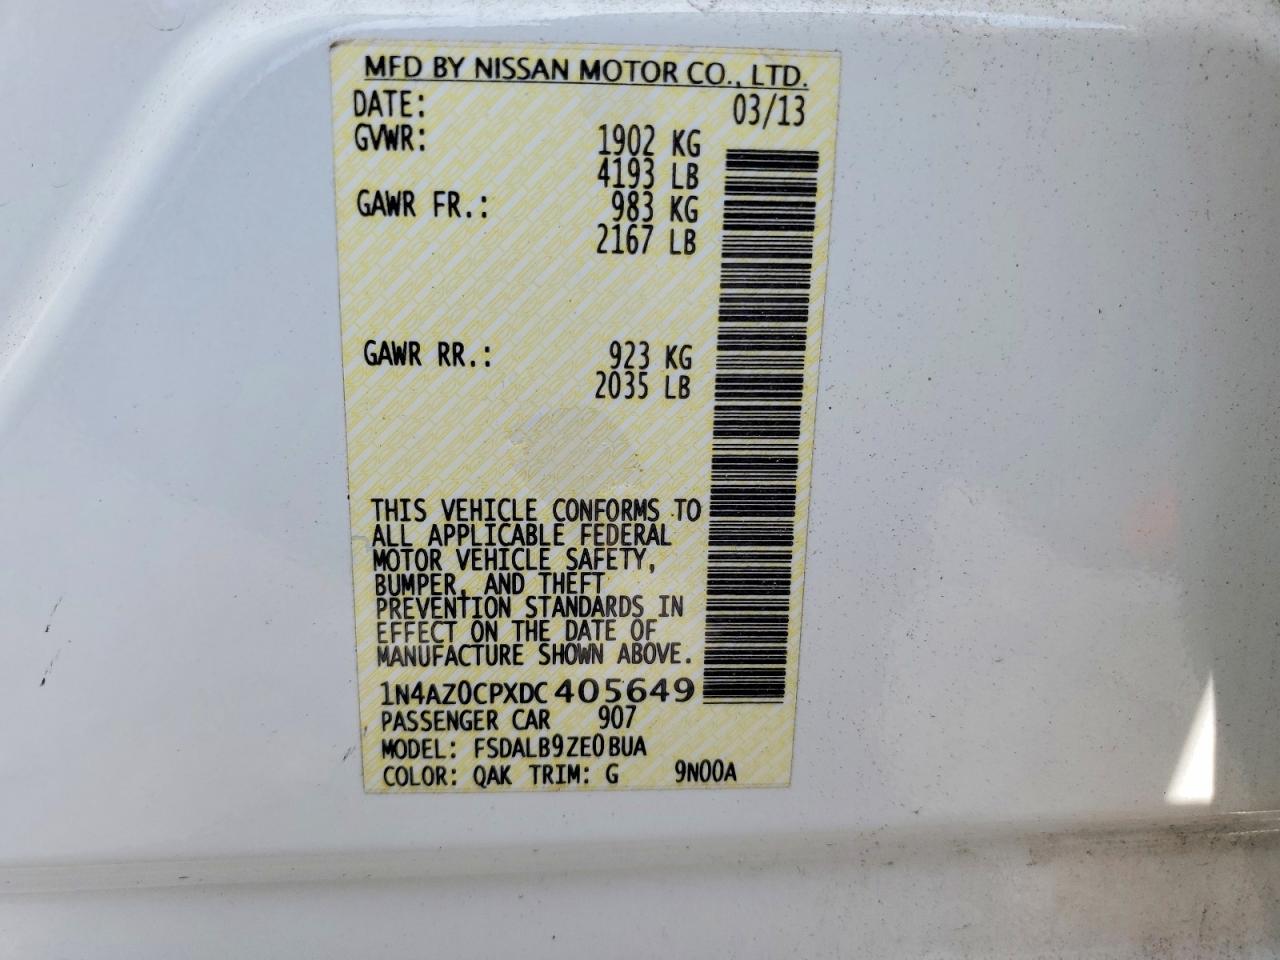 MFD BY NISSAN MOTOR CO., LTD.
DATE: 03/13
GVWR: 1902 KG
4193 LB
GAWR FR.: 983 KG
2167 LB
GAWR RR.: 923 KG
2035 LB
THIS VEHICLE CONFORMS TO
ALL APPLICABLE FEDERAL
MOTOR VEHICLE SAFETY,
BUMPER, AND THEFT
PREVENTION STANDARDS IN
EFFECT ON THE DATE OF
MANUFACTURE SHOWN ABOVE.
1N4AZ0CPXDC405649
PASSENGER CAR 907
MODEL: FSDALB9ZE0BUA
COLOR: QAK TRIM: G 9N00A